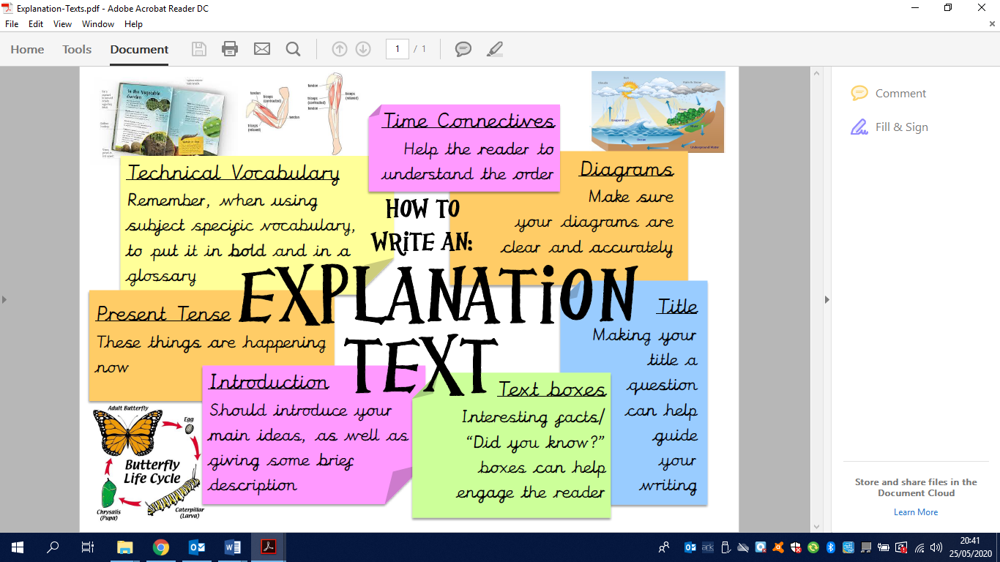 Explanation-Texts.pdf - Adobe Acrobat Reader DC
File Edit View Window Help
Home Tools Document 1 / 1
In the Vegetable
Garden
tendon
biceps
(contracted)
triceps
(relaxed)
tendon
tendon
triceps
(contracted)
tendon
biceps
(relaxed)
Evaporation
Ocean
Underground Water
Time Connectives
Help the reader to
understand the order
Technical Vocabulary
Remember, when using
subject specific vocabulary,
to put it in bold and in a
glossary
Diagrams
Make sure
your diagrams are
clear and accurately
HOW TO
WRITE AN:
EXPLANATION
TEXT
Present Tense
These things are happening
now
Title
Making your
title a
question
can help
guide
your
writing
Introduction
Should introduce your
main ideas, as well as
giving some brief
description
Text boxes
Interesting facts/
“Did you know?”
boxes can help
engage the reader
Adult Butterfly
Egg
Butterfly
Life Cycle
Chrysalis
(Pupa)
Caterpillar
(Larva)
Comment
Fill & Sign
Store and share files in the
Document Cloud
Learn More
ark
20:41
25/05/2020